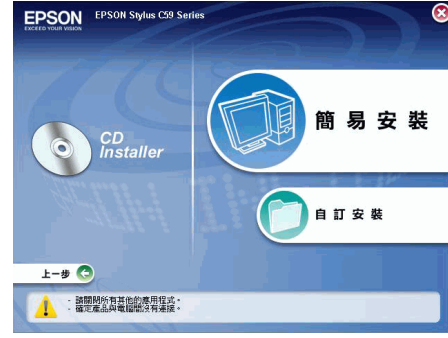 EPSON
EXCEED YOUR VISION
EPSON Stylus C59 Series
簡易安裝
CD
Installer
自訂安裝
上一步
- 請關閉所有其他的應用程式。
- 確定產品與電腦間沒有連接。